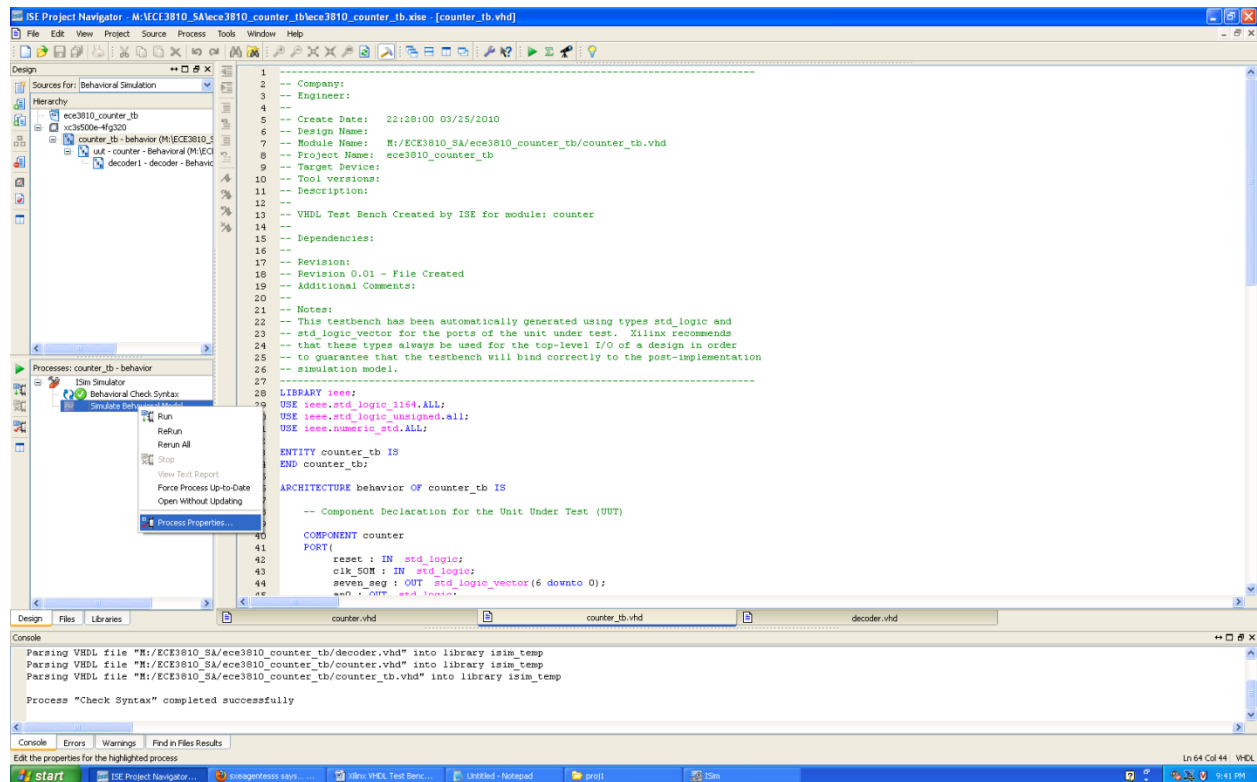 ISE Project Navigator - M:\ECE3810_SA\ece3810_counter_tb\ece3810_counter_tb.xise - [counter_tb.vhd]
File Edit View Project Source Process Tools Window Help
Design
Sources for: Behavioral Simulation
Hierarchy
ece3810_counter_tb
xc3s500e-4fg320
counter_tb - behavior (M:\ECE3810_S
uut - counter - Behavioral (M:\ECE
decoder1 - decoder - Behavic
Processes: counter_tb - behavior
ISim Simulator
Behavioral Check Syntax
Simulate Behavioral Model
Run
ReRun
Rerun All
Stop
View Text Report
Force Process Up-to-Date
Open Without Updating
Process Properties...
Design Files Libraries
1 --------------------------------------------------------------------------------
2 -- Company:
3 -- Engineer:
4 --
5 -- Create Date: 22:28:00 03/25/2010
6 -- Design Name:
7 -- Module Name: M:/ECE3810_SA/ece3810_counter_tb/counter_tb.vhd
8 -- Project Name: ece3810_counter_tb
9 -- Target Device:
10 -- Tool versions:
11 -- Description:
12 --
13 -- VHDL Test Bench Created by ISE for module: counter
14 --
15 -- Dependencies:
16 --
17 -- Revision:
18 -- Revision 0.01 - File Created
19 -- Additional Comments:
20 --
21 -- Notes:
22 -- This testbench has been automatically generated using types std_logic and
23 -- std_logic_vector for the ports of the unit under test. Xilinx recommends
24 -- that these types always be used for the top-level I/O of a design in order
25 -- to guarantee that the testbench will bind correctly to the post-implementation
26 -- simulation model.
27 --------------------------------------------------------------------------------
28 LIBRARY ieee;
29 USE ieee.std_logic_1164.ALL;
USE ieee.std_logic_unsigned.all;
USE ieee.numeric_std.ALL;
ENTITY counter_tb IS
END counter_tb;
ARCHITECTURE behavior OF counter_tb IS
-- Component Declaration for the Unit Under Test (UUT)
40 COMPONENT counter
41 PORT(
42 reset : IN std_logic;
43 clk_50M : IN std_logic;
44 seven_seg : OUT std_logic_vector(6 downto 0);
45 an0 : OUT std_logic;
counter.vhd counter_tb.vhd decoder.vhd
Console
Parsing VHDL file "M:/ECE3810_SA/ece3810_counter_tb/decoder.vhd" into library isim_temp
Parsing VHDL file "M:/ECE3810_SA/ece3810_counter_tb/counter.vhd" into library isim_temp
Parsing VHDL file "M:/ECE3810_SA/ece3810_counter_tb/counter_tb.vhd" into library isim_temp
Process "Check Syntax" completed successfully
Console Errors Warnings Find in Files Results
Edit the properties for the highlighted process
Ln 64 Col 44 VHDL
start ISE Project Navigator... sxeagentesss says... ... Xilinx VHDL Test Benc... Untitled - Notepad proj1 ISim 9:41 PM